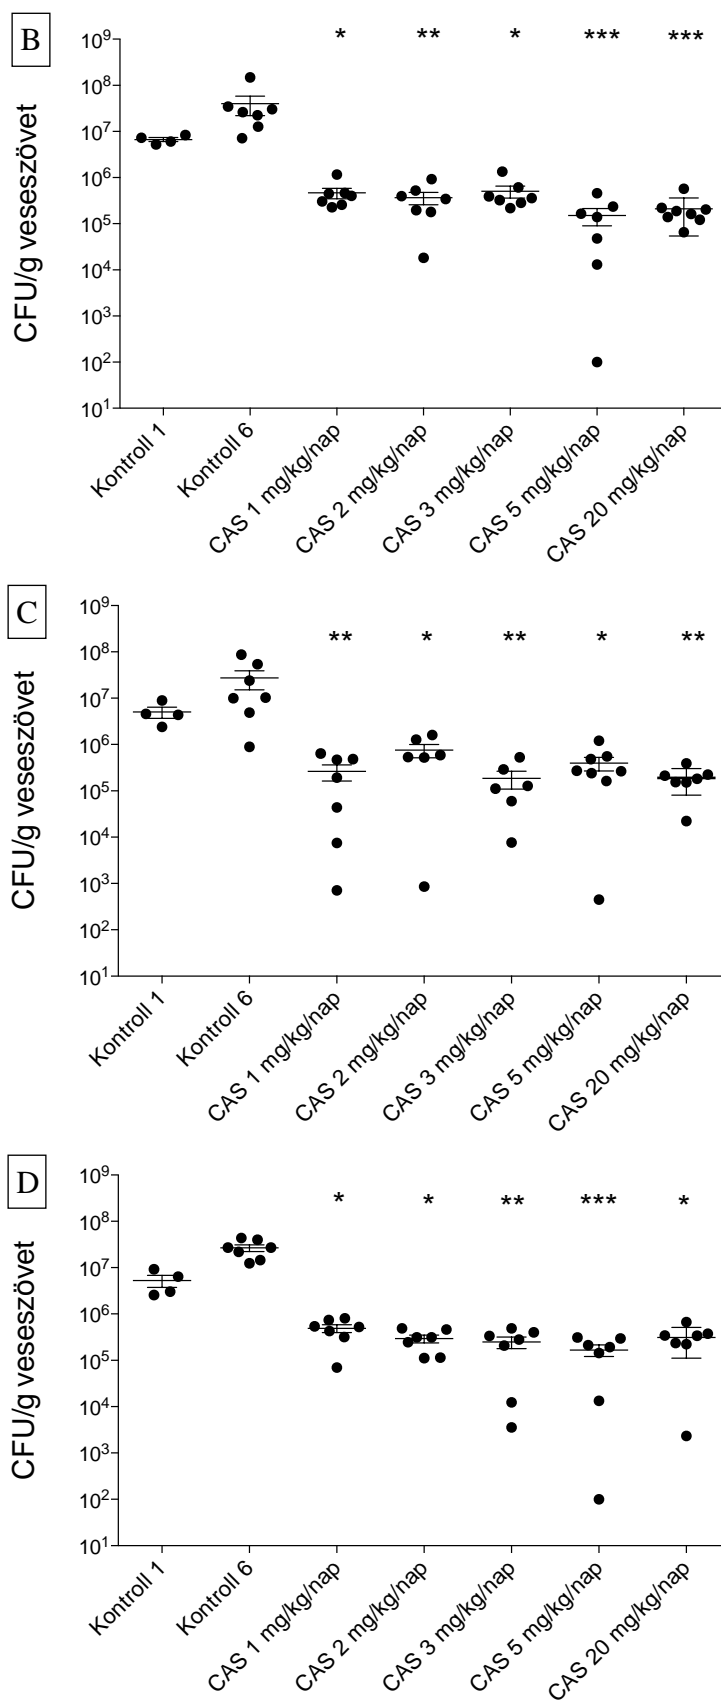 B
10⁹
* ** * *** ***
10⁸
10⁷
10⁶
10⁵
10⁴
10³
10²
10¹
CFU/g veseszövet
Kontroll 1
Kontroll 6
CAS 1 mg/kg/nap
CAS 2 mg/kg/nap
CAS 3 mg/kg/nap
CAS 5 mg/kg/nap
CAS 20 mg/kg/nap
C
10⁹
** * ** * **
10⁸
10⁷
10⁶
10⁵
10⁴
10³
10²
10¹
CFU/g veseszövet
Kontroll 1
Kontroll 6
CAS 1 mg/kg/nap
CAS 2 mg/kg/nap
CAS 3 mg/kg/nap
CAS 5 mg/kg/nap
CAS 20 mg/kg/nap
D
10⁹
* * ** *** *
10⁸
10⁷
10⁶
10⁵
10⁴
10³
10²
10¹
CFU/g veseszövet
Kontroll 1
Kontroll 6
CAS 1 mg/kg/nap
CAS 2 mg/kg/nap
CAS 3 mg/kg/nap
CAS 5 mg/kg/nap
CAS 20 mg/kg/nap